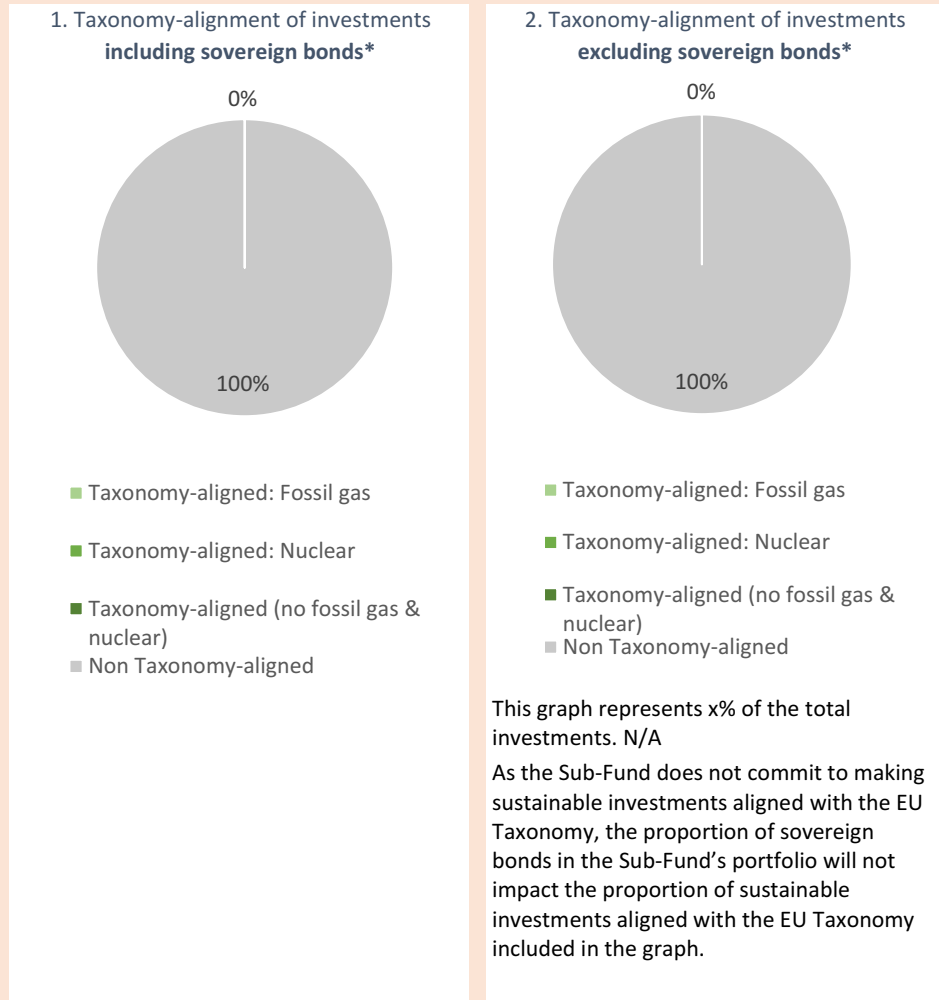 1. Taxonomy-alignment of investments
including sovereign bonds*
0%
100%
Taxonomy-aligned: Fossil gas
Taxonomy-aligned: Nuclear
Taxonomy-aligned (no fossil gas &
nuclear)
Non Taxonomy-aligned
2. Taxonomy-alignment of investments
excluding sovereign bonds*
0%
100%
Taxonomy-aligned: Fossil gas
Taxonomy-aligned: Nuclear
Taxonomy-aligned (no fossil gas &
nuclear)
Non Taxonomy-aligned
This graph represents x% of the total
investments. N/A
As the Sub-Fund does not commit to making
sustainable investments aligned with the EU
Taxonomy, the proportion of sovereign
bonds in the Sub-Fund’s portfolio will not
impact the proportion of sustainable
investments aligned with the EU Taxonomy
included in the graph.